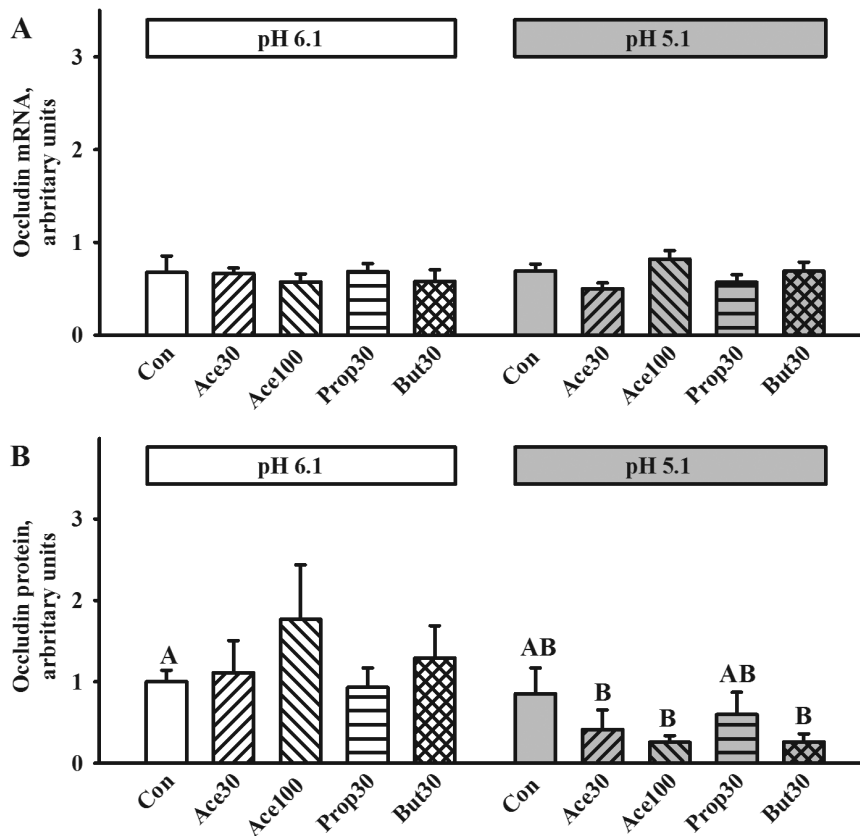 A
pH 6.1
pH 5.1
Occludin mRNA,
arbritary units
3
2
1
0
Con
Ace30
Ace100
Prop30
But30
Con
Ace30
Ace100
Prop30
But30
B
pH 6.1
pH 5.1
Occludin protein,
arbritary units
3
2
1
0
A
AB
B
B
AB
B
Con
Ace30
Ace100
Prop30
But30
Con
Ace30
Ace100
Prop30
But30